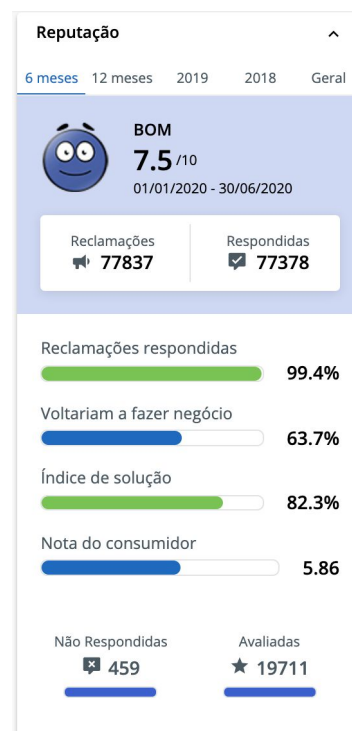 Reputação
6 meses 12 meses 2019 2018 Geral
BOM
7.5 /10
01/01/2020 - 30/06/2020
Reclamações Respondidas
77837 77378
Reclamações respondidas
99.4%
Voltariam a fazer negócio
63.7%
Índice de solução
82.3%
Nota do consumidor
5.86
Não Respondidas Avaliadas
459 19711